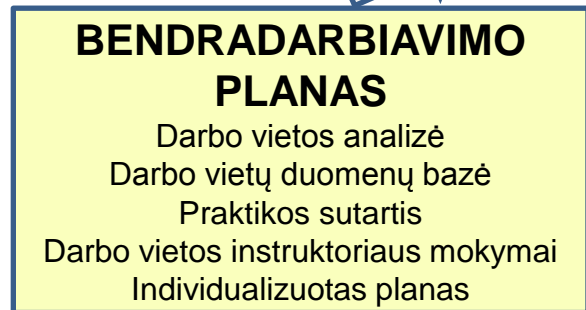 BENDRADARBIAVIMO
PLANAS
Darbo vietos analizė
Darbo vietų duomenų bazė
Praktikos sutartis
Darbo vietos instruktoriaus mokymai
Individualizuotas planas